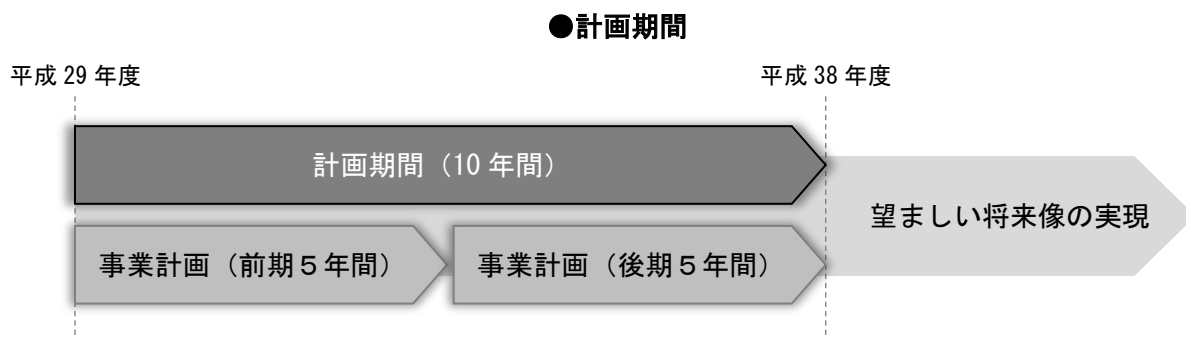 ●計画期間
平成 29 年度
平成 38 年度
計画期間（10 年間）
望ましい将来像の実現
事業計画（前期５年間）
事業計画（後期５年間）